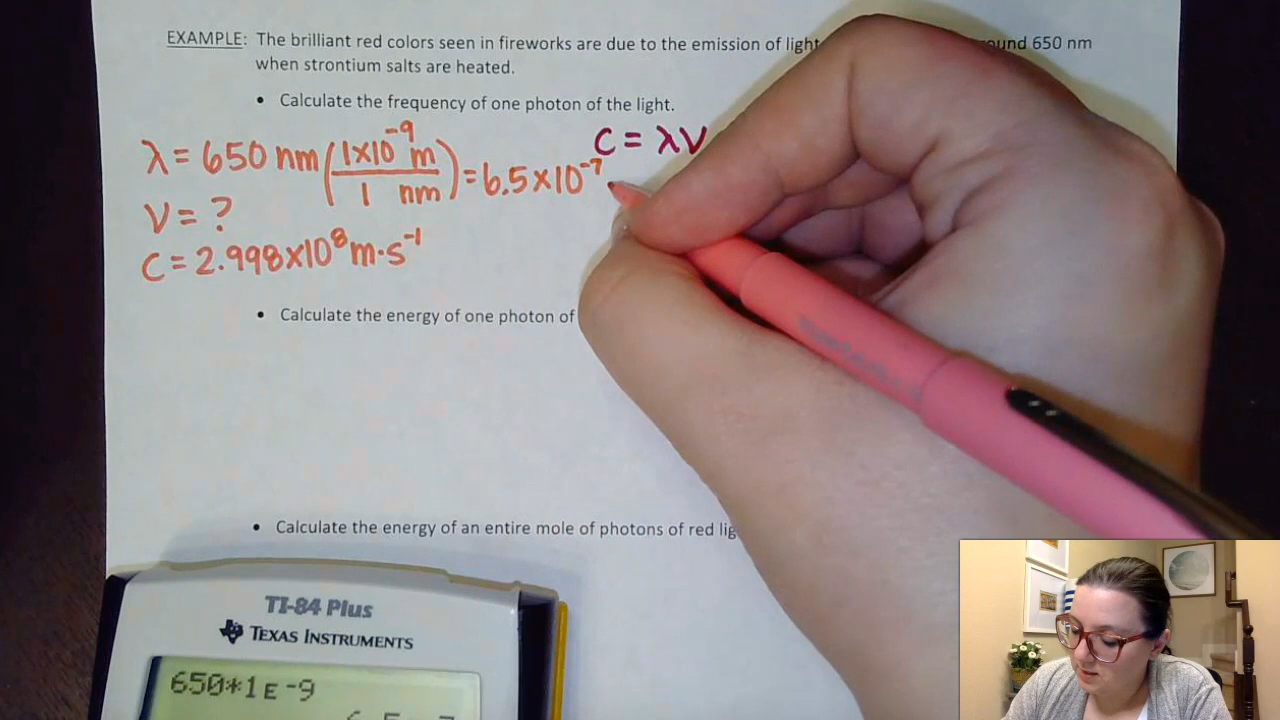 EXAMPLE: The brilliant red colors seen in fireworks are due to the emission of light 650 nm
when strontium salts are heated.
• Calculate the frequency of one photon of the light.
C = λν
λ = 650 nm (1×10⁻⁹ m / 1 nm) = 6.5×10⁻⁷
ν = ?
C = 2.998×10⁸ m·s⁻¹
• Calculate the energy of one photon of
• Calculate the energy of an entire mole of photons of red
TI-84 Plus
TEXAS INSTRUMENTS
650*1E-9